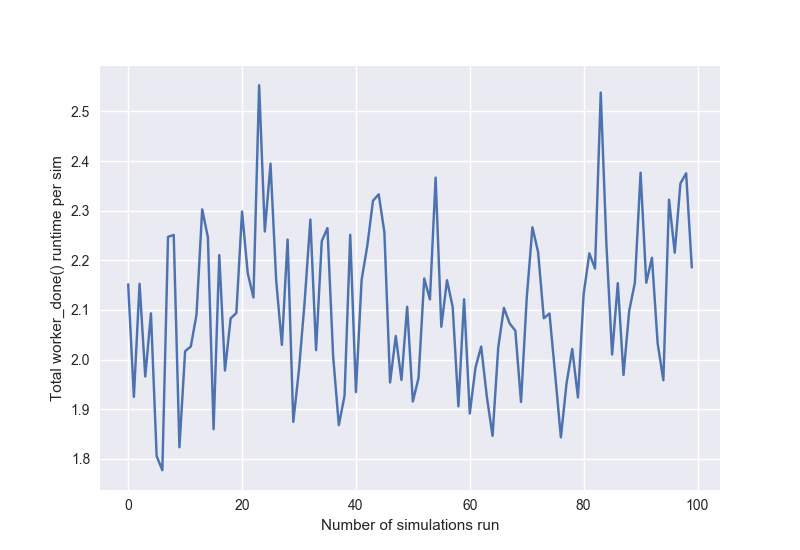 Total worker_done() runtime per sim
2.5
2.4
2.3
2.2
2.1
2.0
1.9
1.8
0 20 40 60 80 100
Number of simulations run